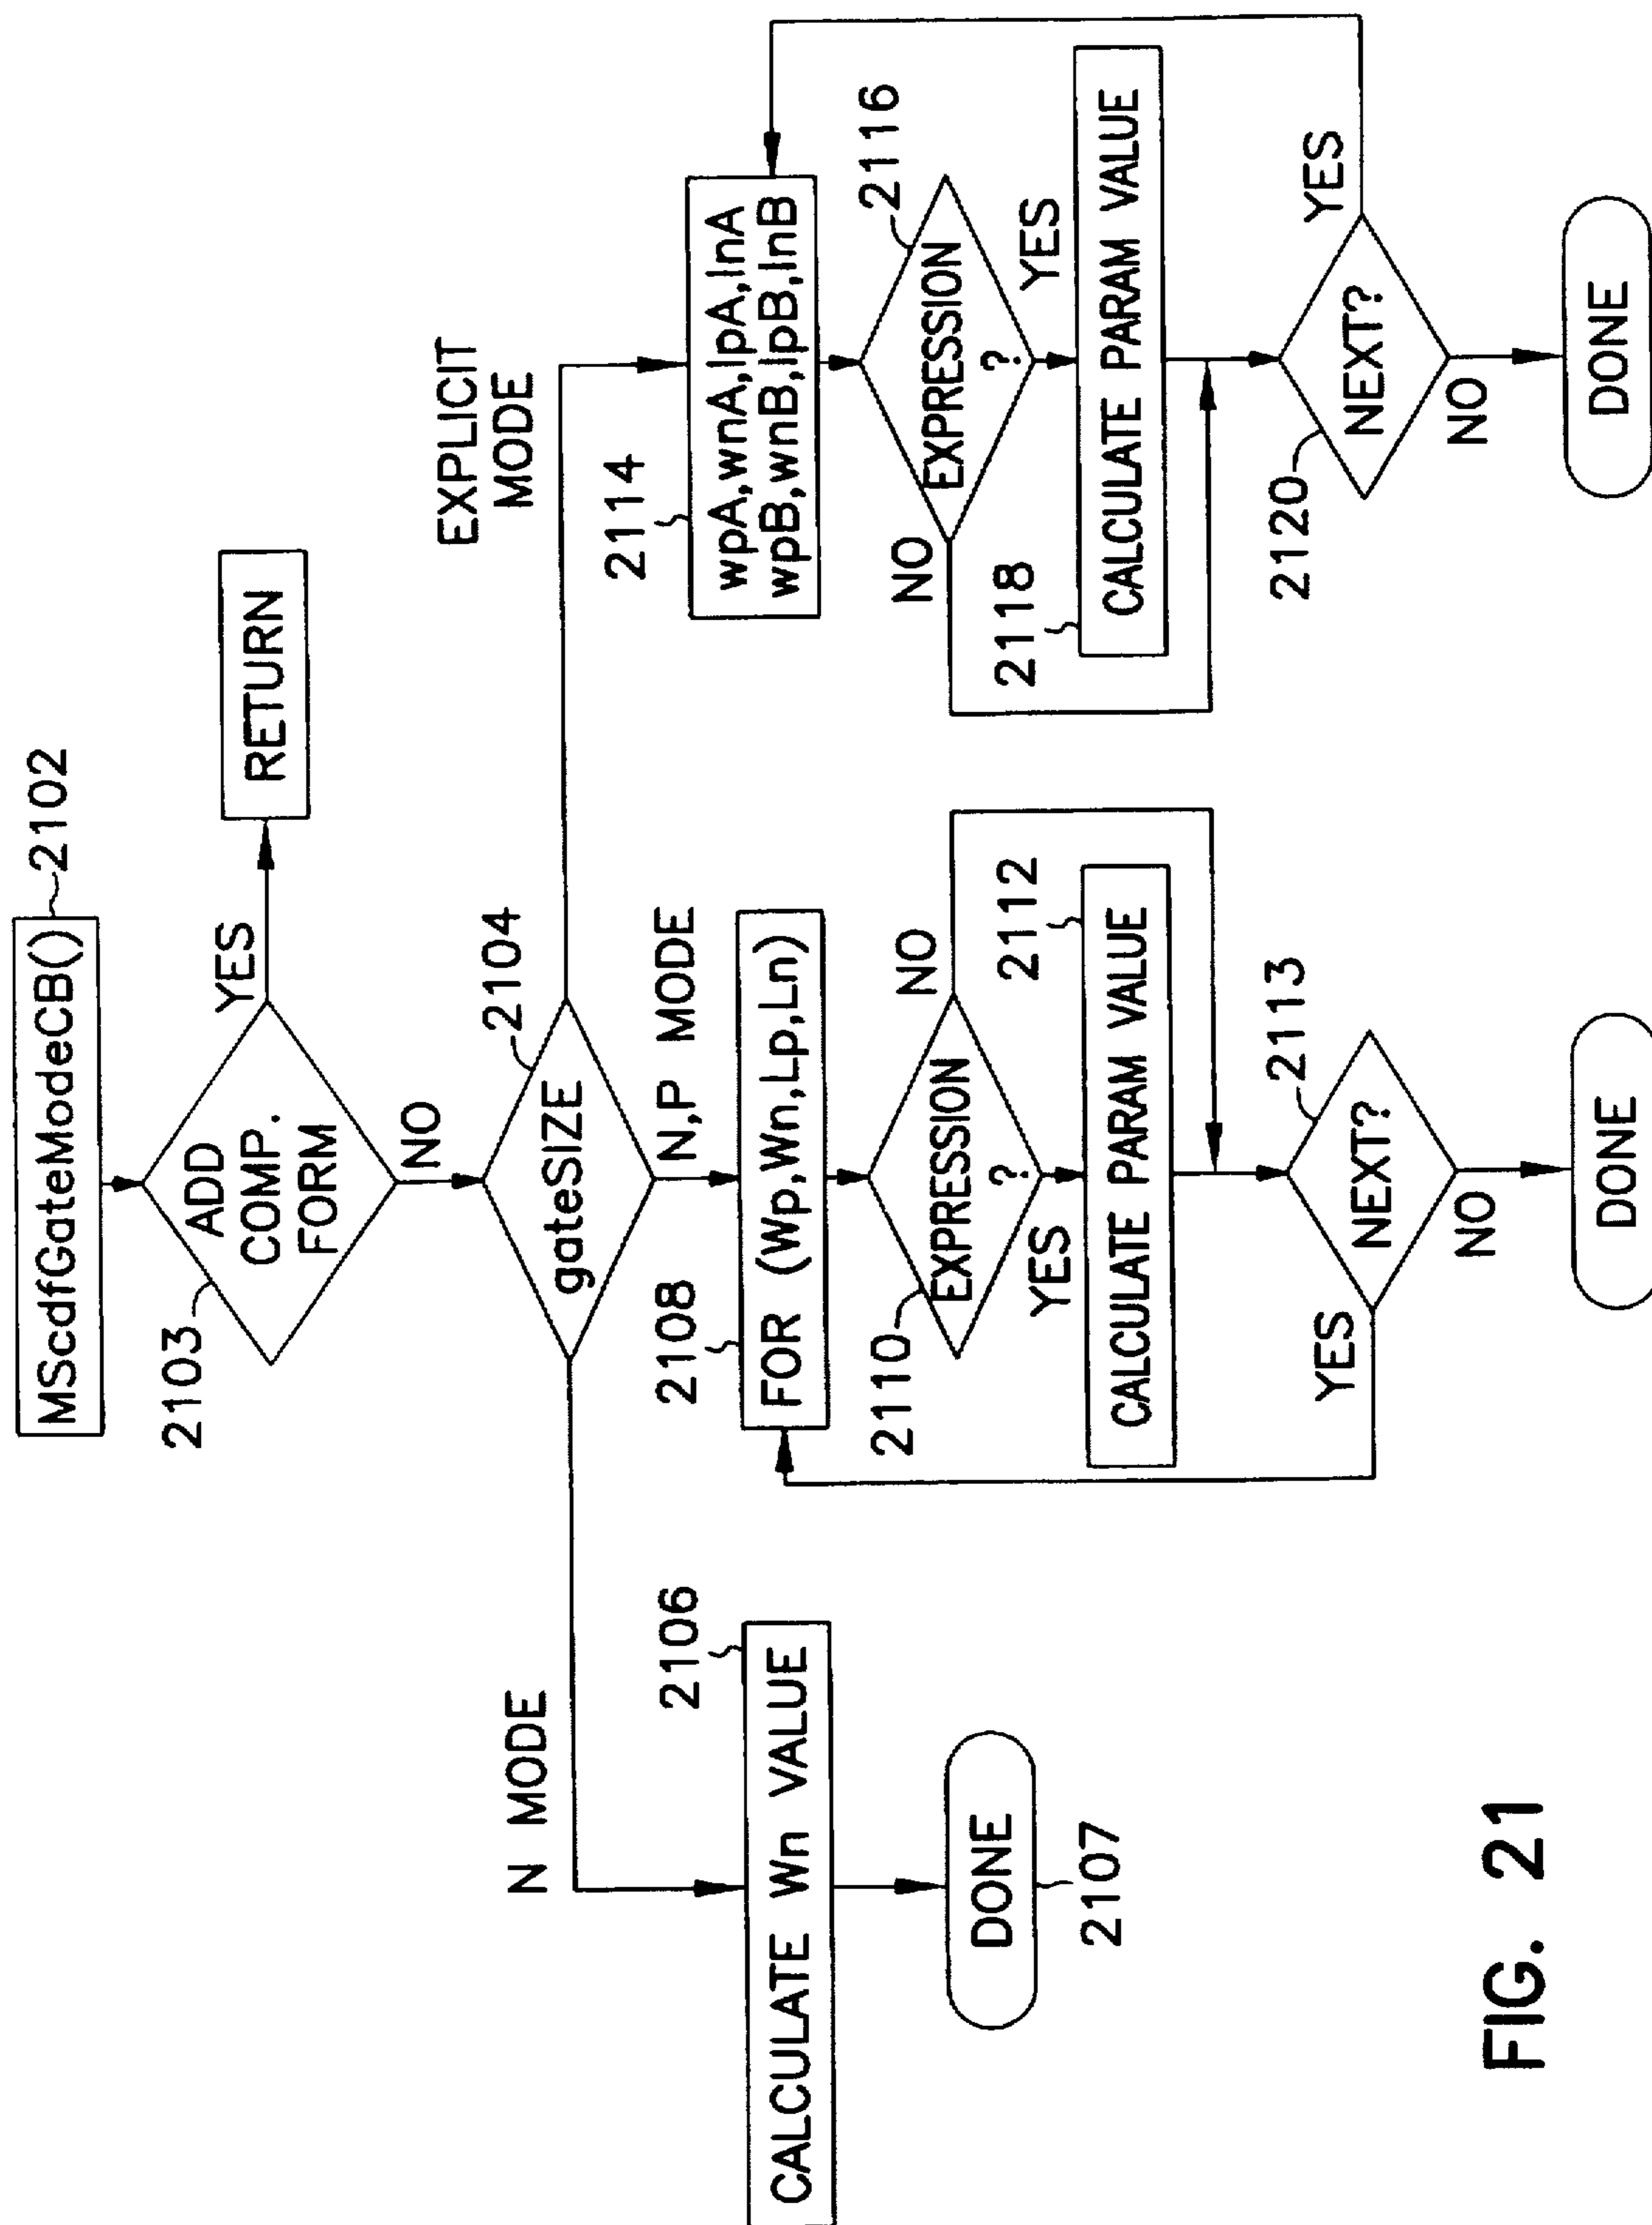 MScdfGateModeCB()
2102
2103
ADD
COMP.
FORM
YES
RETURN
NO
gateSIZE
2104
N MODE
N,P MODE
EXPLICIT
MODE
CALCULATE Wn VALUE
2106
DONE
2107
2108
FOR (Wp,Wn,Lp,Ln)
2110
EXPRESSION
?
NO
YES
CALCULATE PARAM VALUE
2112
NEXT?
2113
YES
NO
DONE
2114
wpA,wnA,lpA,lnA
wpB,wnB,lpB,lnB
EXPRESSION
?
2116
NO
YES
2118
CALCULATE PARAM VALUE
2120
NEXT?
YES
NO
DONE
FIG. 21